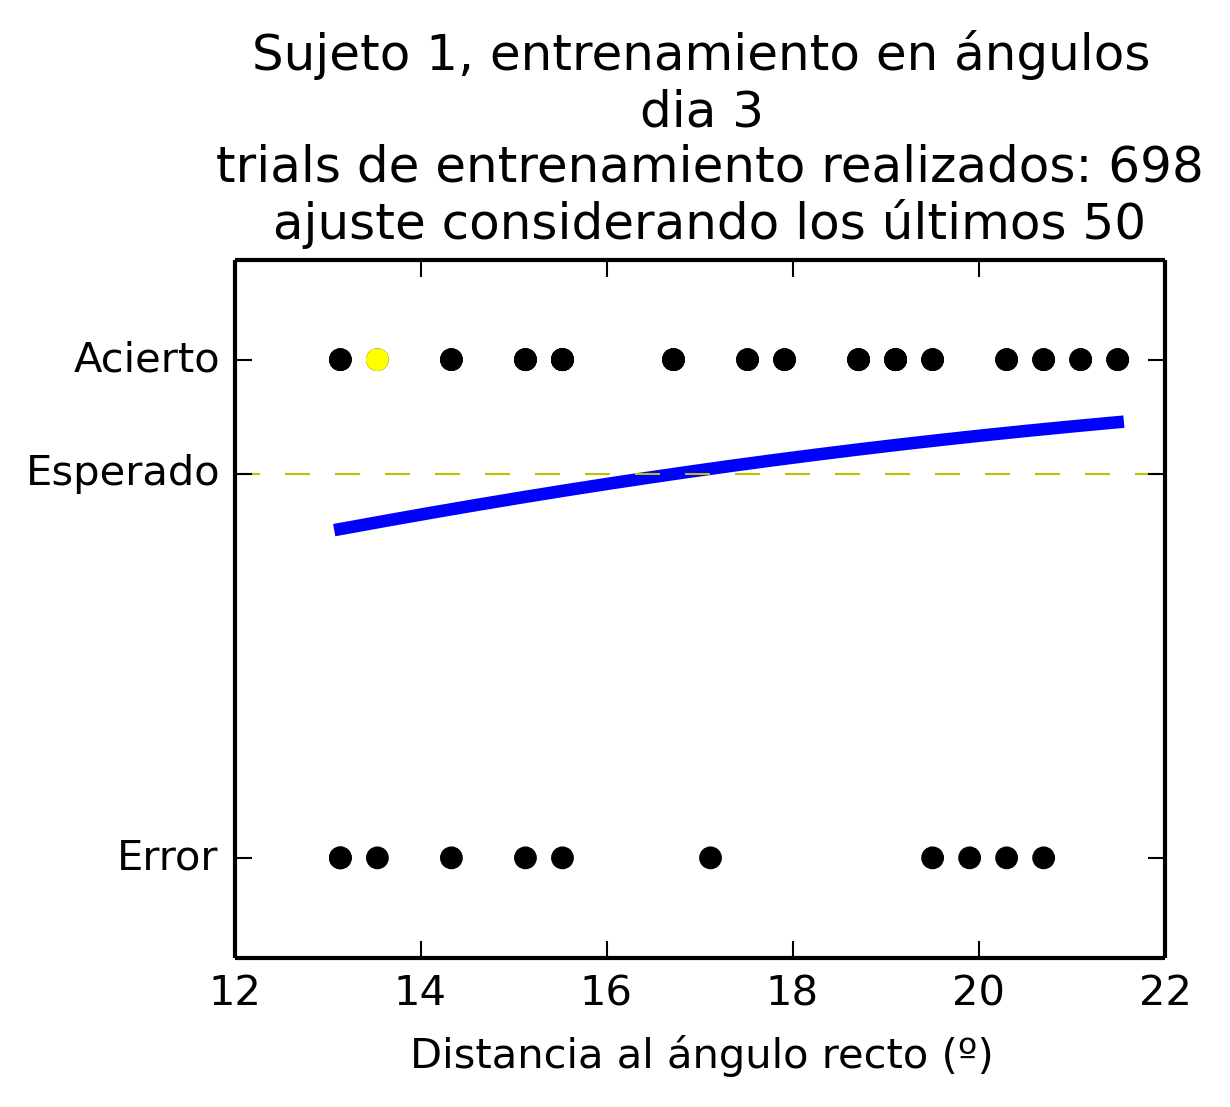 Sujeto 1, entrenamiento en ángulos
dia 3
trials de entrenamiento realizados: 698
ajuste considerando los últimos 50
Acierto
Esperado
Error
12 14 16 18 20 22
Distancia al ángulo recto (º)